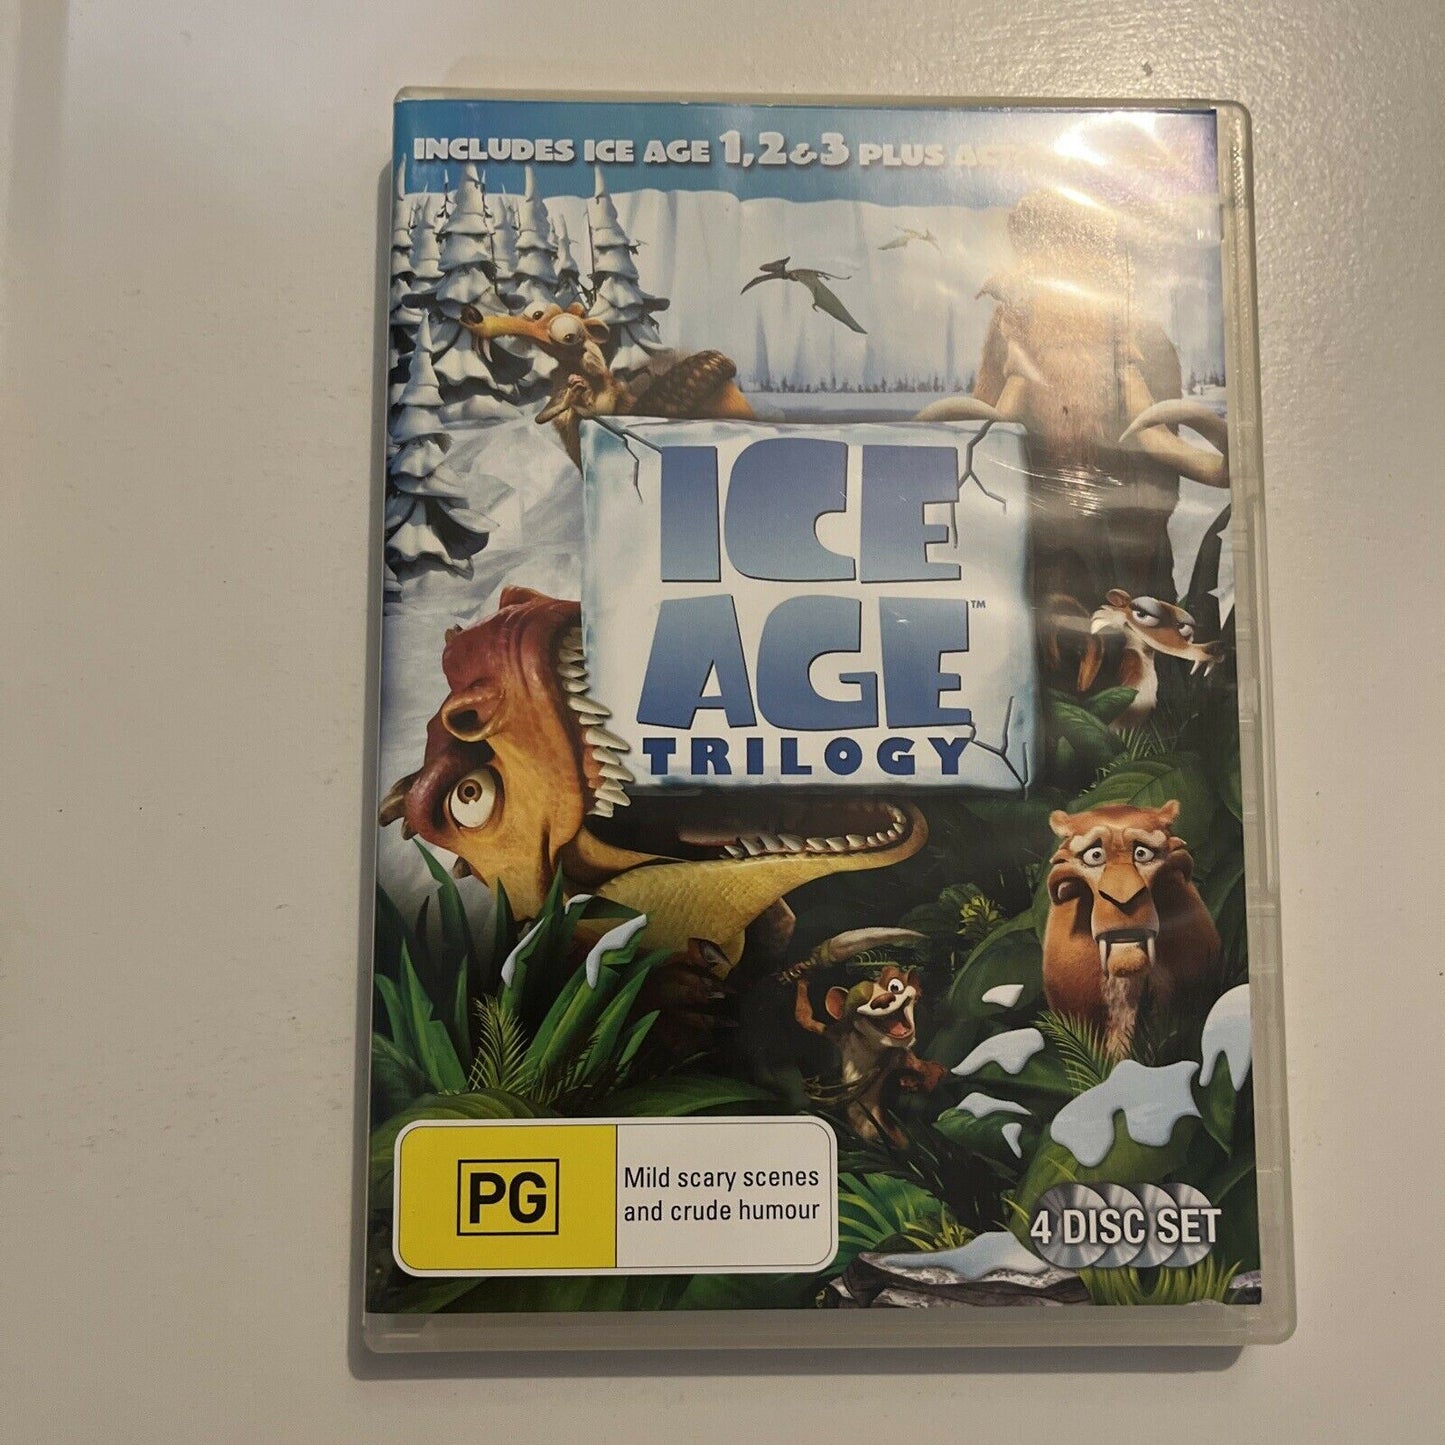 INCLUDES ICE AGE 1,2&3 PLUS
ICE
AGE™
TRILOGY
PG
Mild scary scenes
and crude humour
4 DISC SET